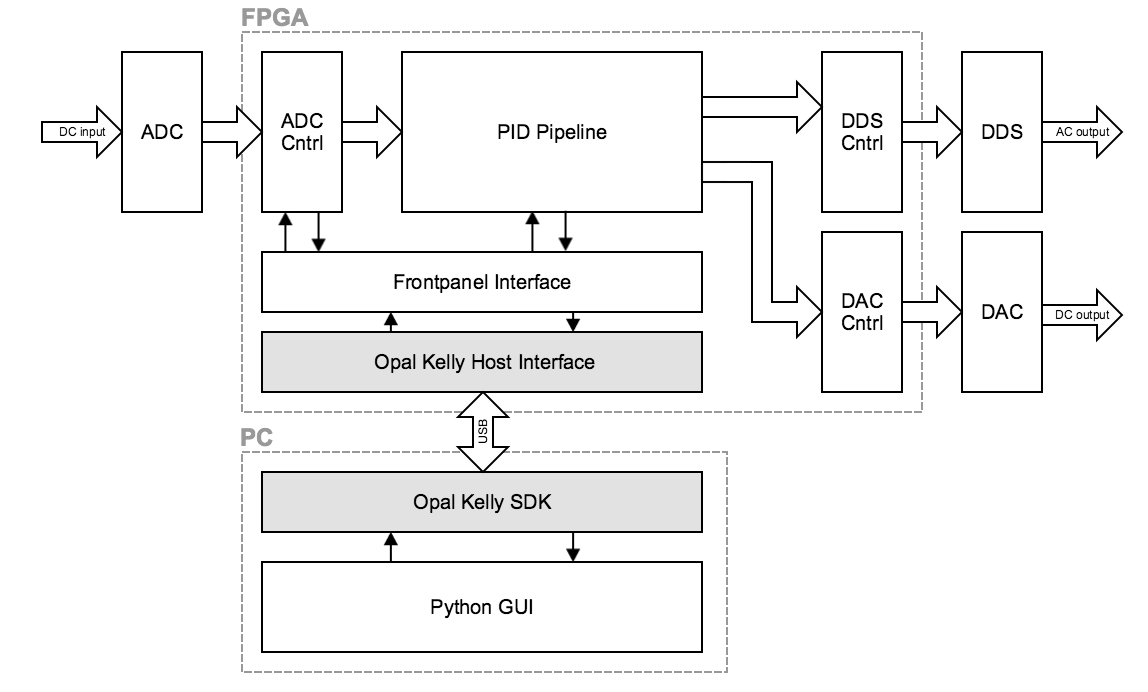 FPGA
DC input
ADC
ADC
Cntrl
PID Pipeline
DDS
Cntrl
DDS
AC output
Frontpanel Interface
DAC
Cntrl
DAC
DC output
Opal Kelly Host Interface
USB
PC
Opal Kelly SDK
Python GUI